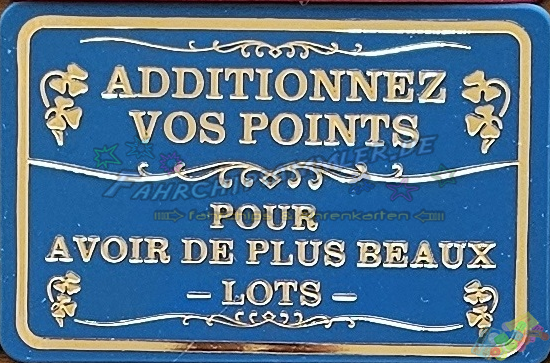 ADDITIONNEZ
VOS POINTS
POUR
AVOIR DE PLUS BEAUX
– LOTS –